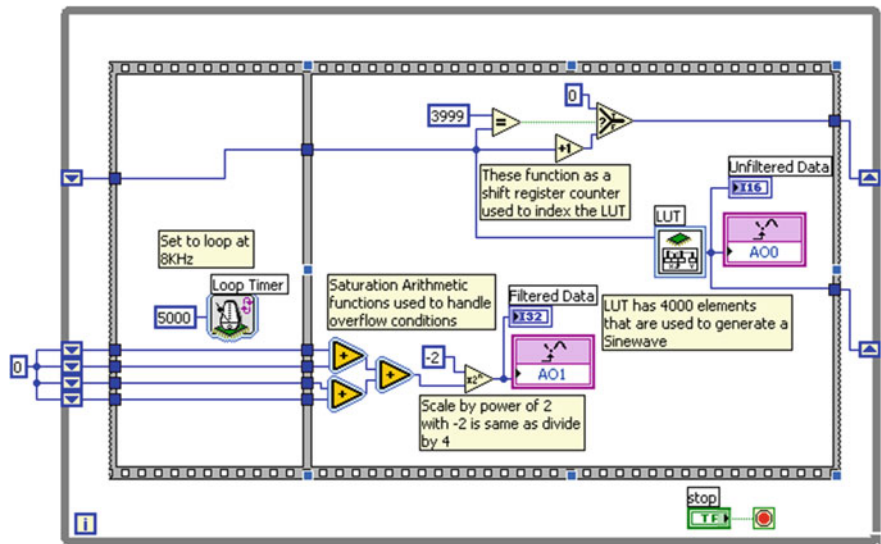 0
3999
=
?
+1
These function as a
shift register counter
used to index the LUT
Unfiltered Data
I16
LUT
AO0
Set to loop at
8KHz
Loop Timer
5000
Saturation Arithmetic
functions used to handle
overflow conditions
Filtered Data
I32
LUT has 4000 elements
that are used to generate a
Sinewave
0
+
+
+
-2
x2^n
AO1
Scale by power of 2
with -2 is same as divide
by 4
stop
TF
i